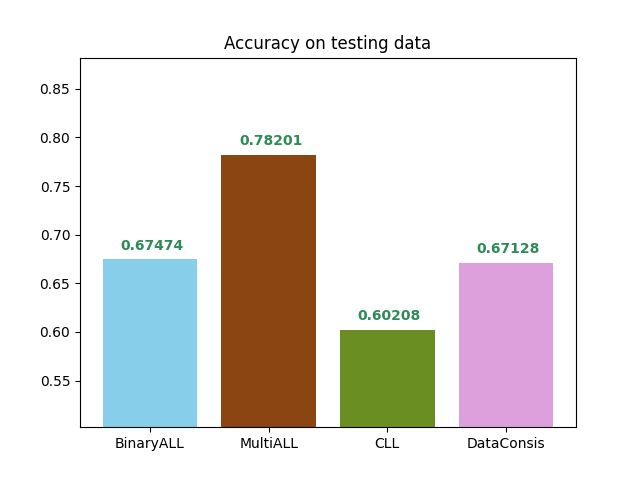 Accuracy on testing data
0.85
0.80
0.75
0.70
0.65
0.60
0.55
0.67474
0.78201
0.60208
0.67128
BinaryALL
MultiALL
CLL
DataConsis